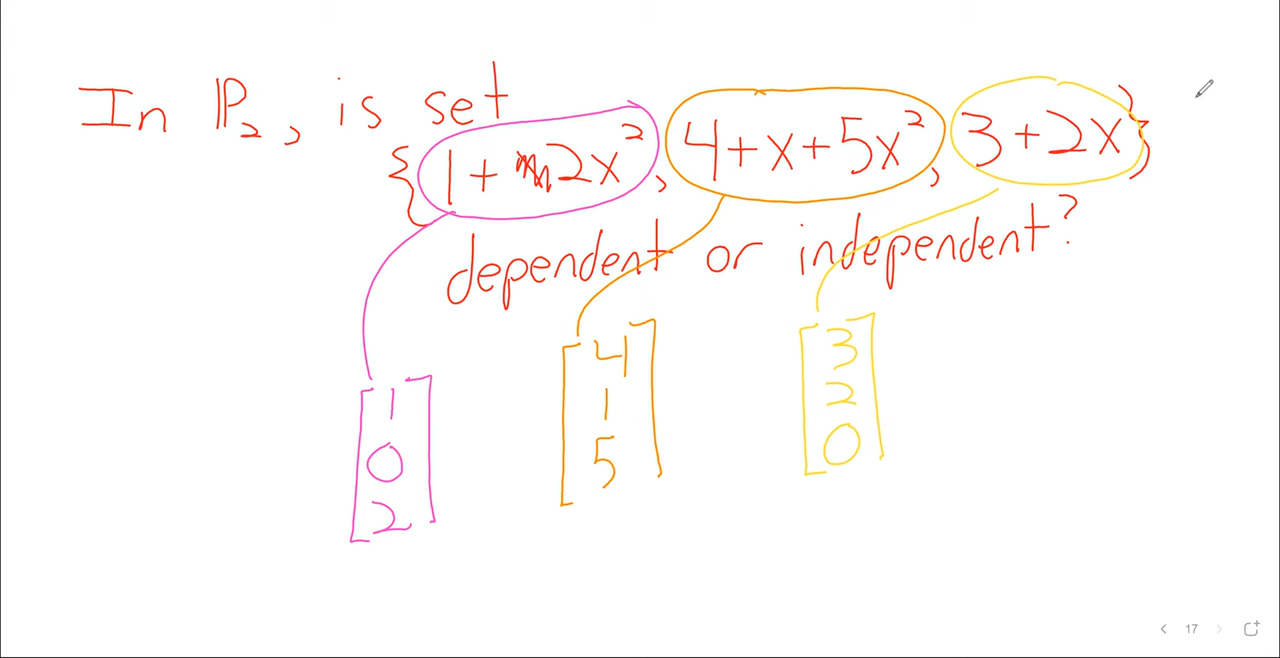 In ℙ₂, is set
{1 + 2x², 4+x+5x², 3+2x}
dependent or independent?
[1 0 2] [4 1 5] [3 2 0]
17